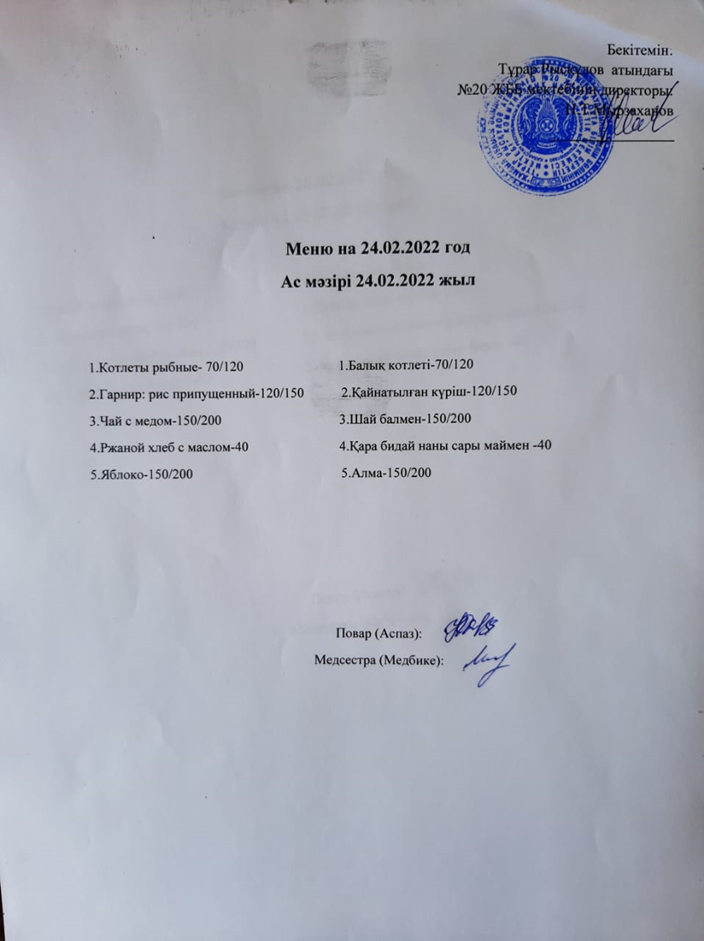 Бекітемін.
Тұрар Рысқұлов атындағы
№20 ЖББ мектебінің директоры:
Мырзаханов
Меню на 24.02.2022 год
Ас мәзірі 24.02.2022 жыл
1.Котлеты рыбные- 70/120
2.Гарнир: рис припущенный-120/150
3.Чай с медом-150/200
4.Ржаной хлеб с маслом-40
5.Яблоко-150/200
1.Балық котлеті-70/120
2.Қайнатылған күріш-120/150
3.Шай балмен-150/200
4.Қара бидай наны сары маймен -40
5.Алма-150/200
Повар (Аспаз):
Медсестра (Медбике):